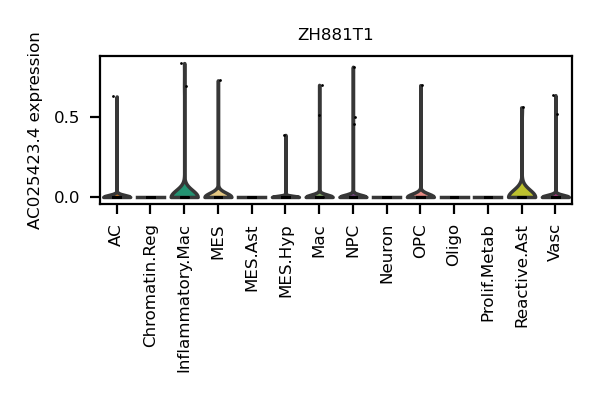 ZH881T1
AC025423.4 expression
0.5
0.0
AC
Chromatin.Reg
Inflammatory.Mac
MES
MES.Ast
MES.Hyp
Mac
NPC
Neuron
OPC
Oligo
Prolif.Metab
Reactive.Ast
Vasc